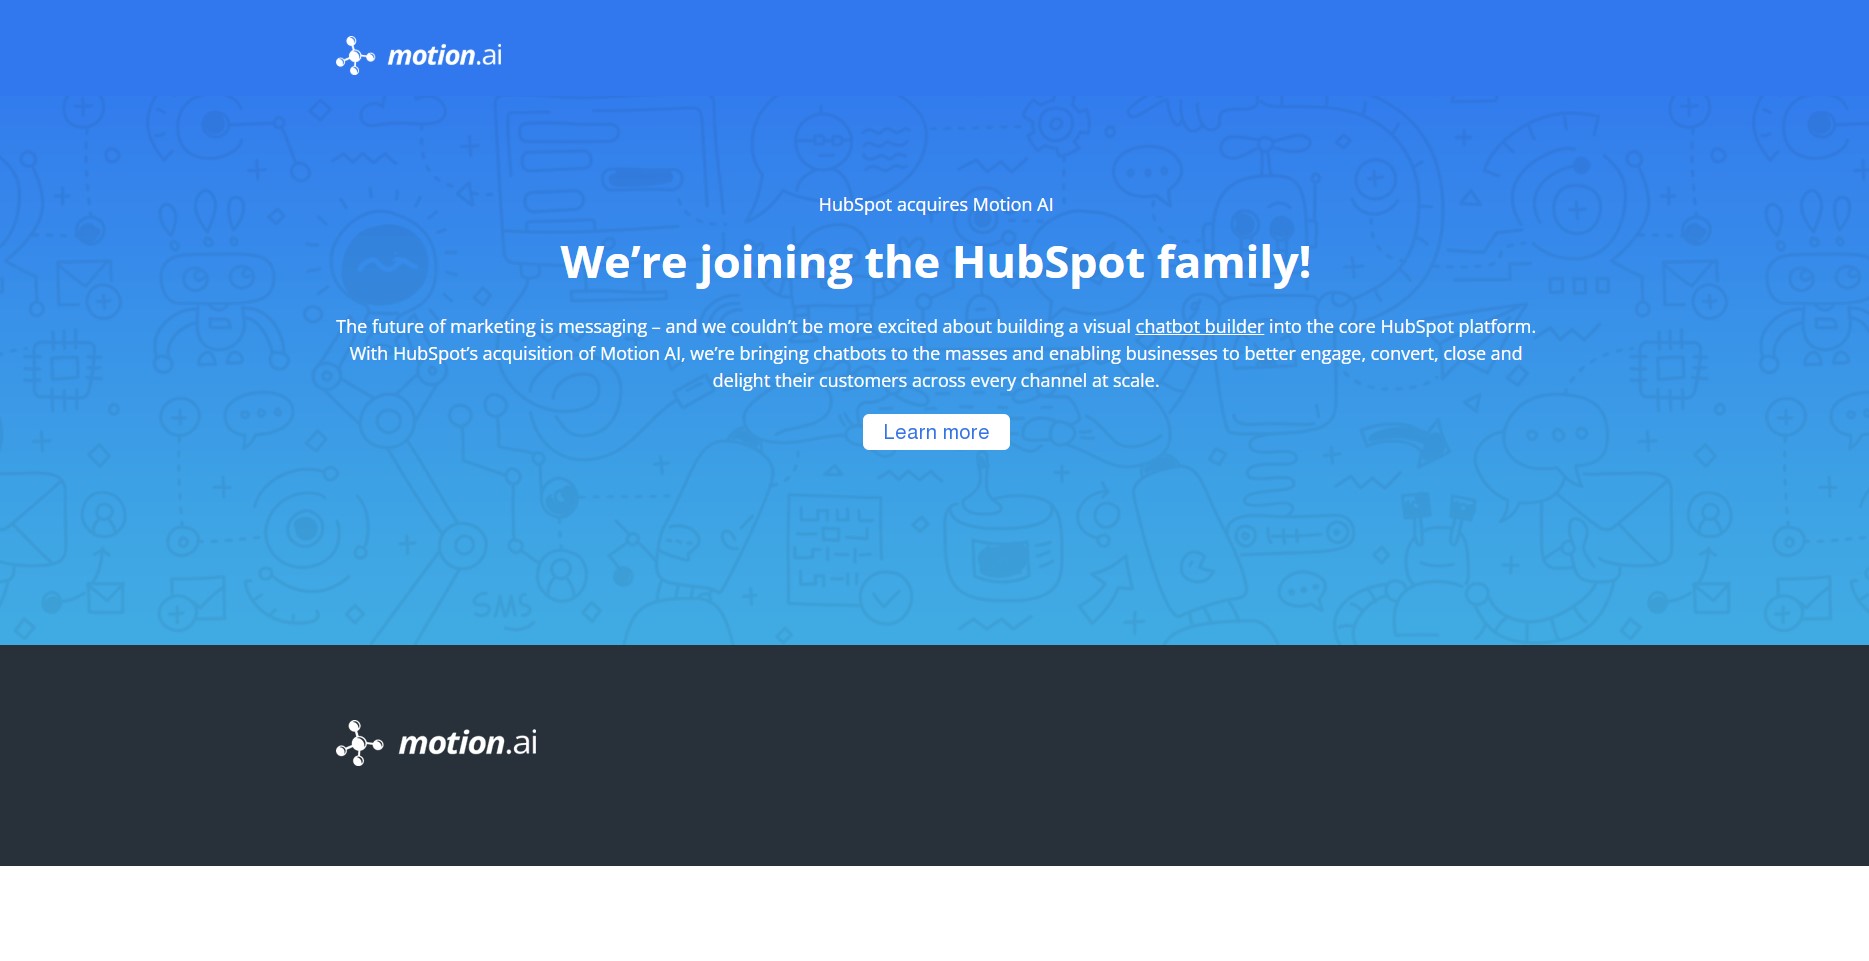 motion.ai
HubSpot acquires Motion AI
We’re joining the HubSpot family!
The future of marketing is messaging – and we couldn’t be more excited about building a visual chatbot builder into the core HubSpot platform.
With HubSpot’s acquisition of Motion AI, we’re bringing chatbots to the masses and enabling businesses to better engage, convert, close and
delight their customers across every channel at scale.
Learn more
SMS
motion.ai